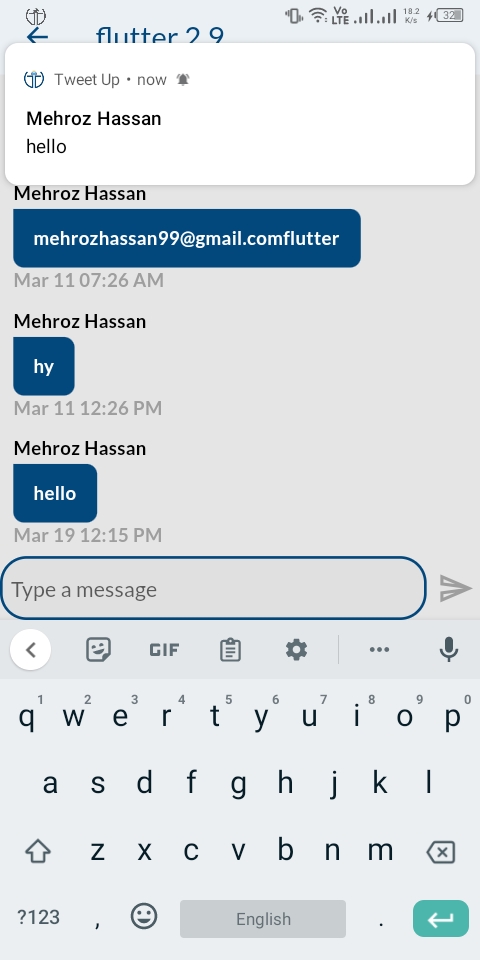 Vo LTE 18.2 K/s 32
flutter 2.9
Tweet Up • now
Mehroz Hassan
hello
Mehroz Hassan
mehrozhassan99@gmail.comflutter
Mar 11 07:26 AM
Mehroz Hassan
hy
Mar 11 12:26 PM
Mehroz Hassan
hello
Mar 19 12:15 PM
Type a message
GIF
1 2 3 4 5 6 7 8 9 0
q w e r t y u i o p
a s d f g h j k l
z x c v b n m
?123 , English .